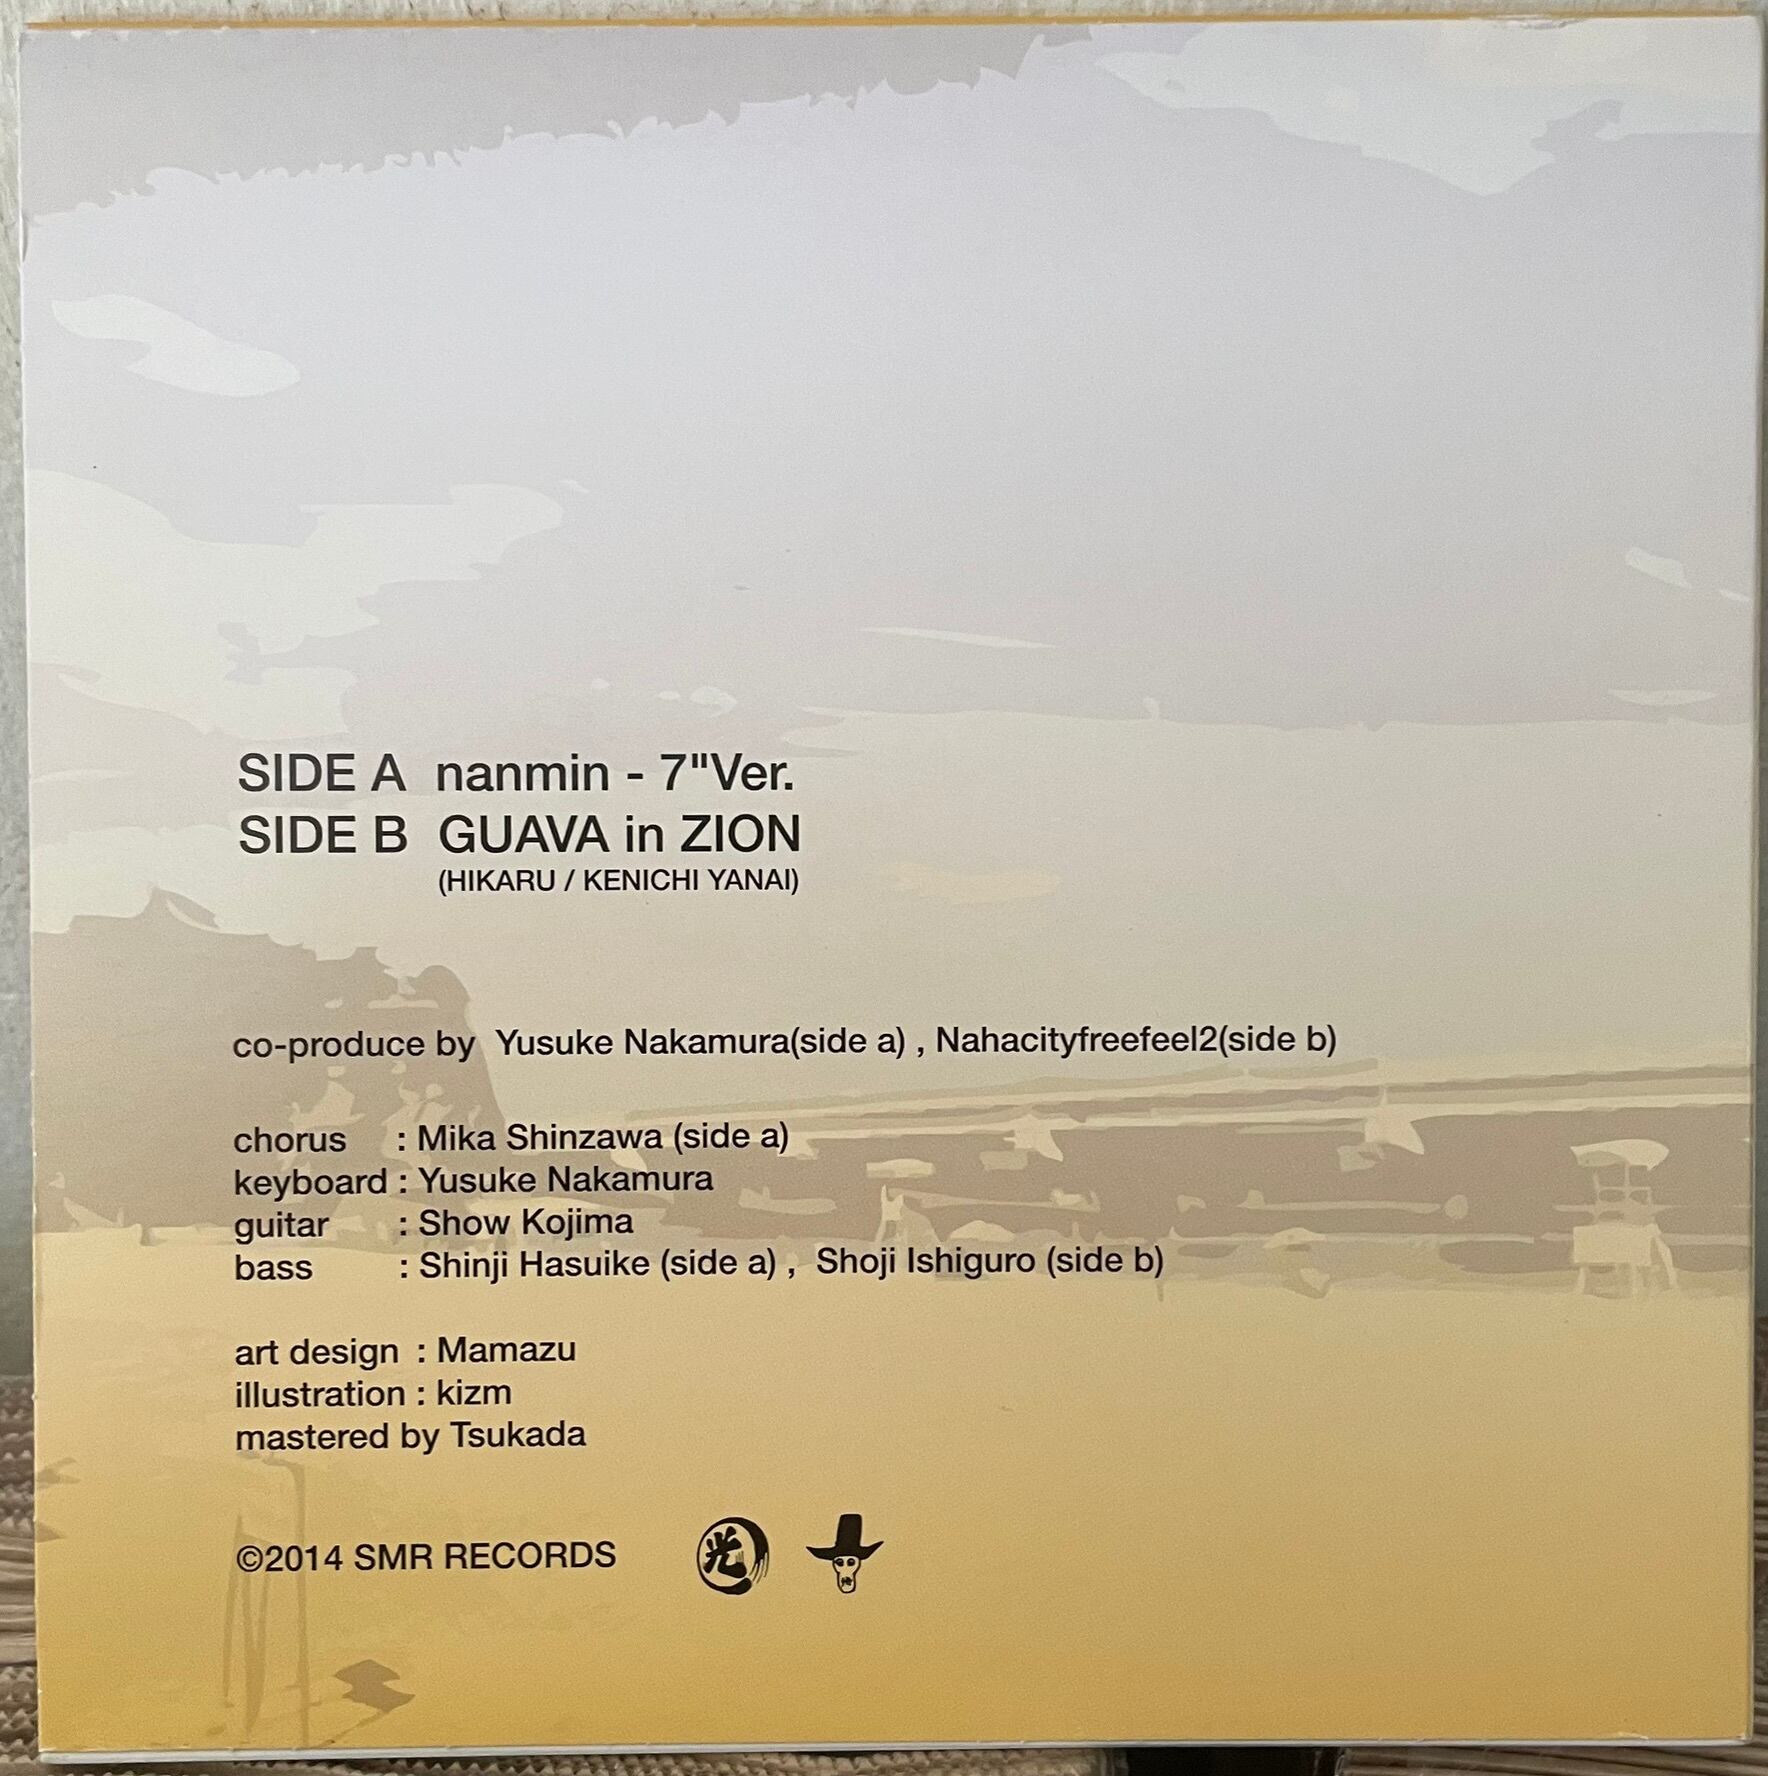 SIDE A nanmin - 7"Ver.
SIDE B GUAVA in ZION
(HIKARU / KENICHI YANAI)
co-produce by Yusuke Nakamura(side a) , Nahacityfreefeel2(side b)
chorus : Mika Shinzawa (side a)
keyboard : Yusuke Nakamura
guitar : Show Kojima
bass : Shinji Hasuike (side a) , Shoji Ishiguro (side b)
art design : Mamazu
illustration : kizm
mastered by Tsukada
©2014 SMR RECORDS 光